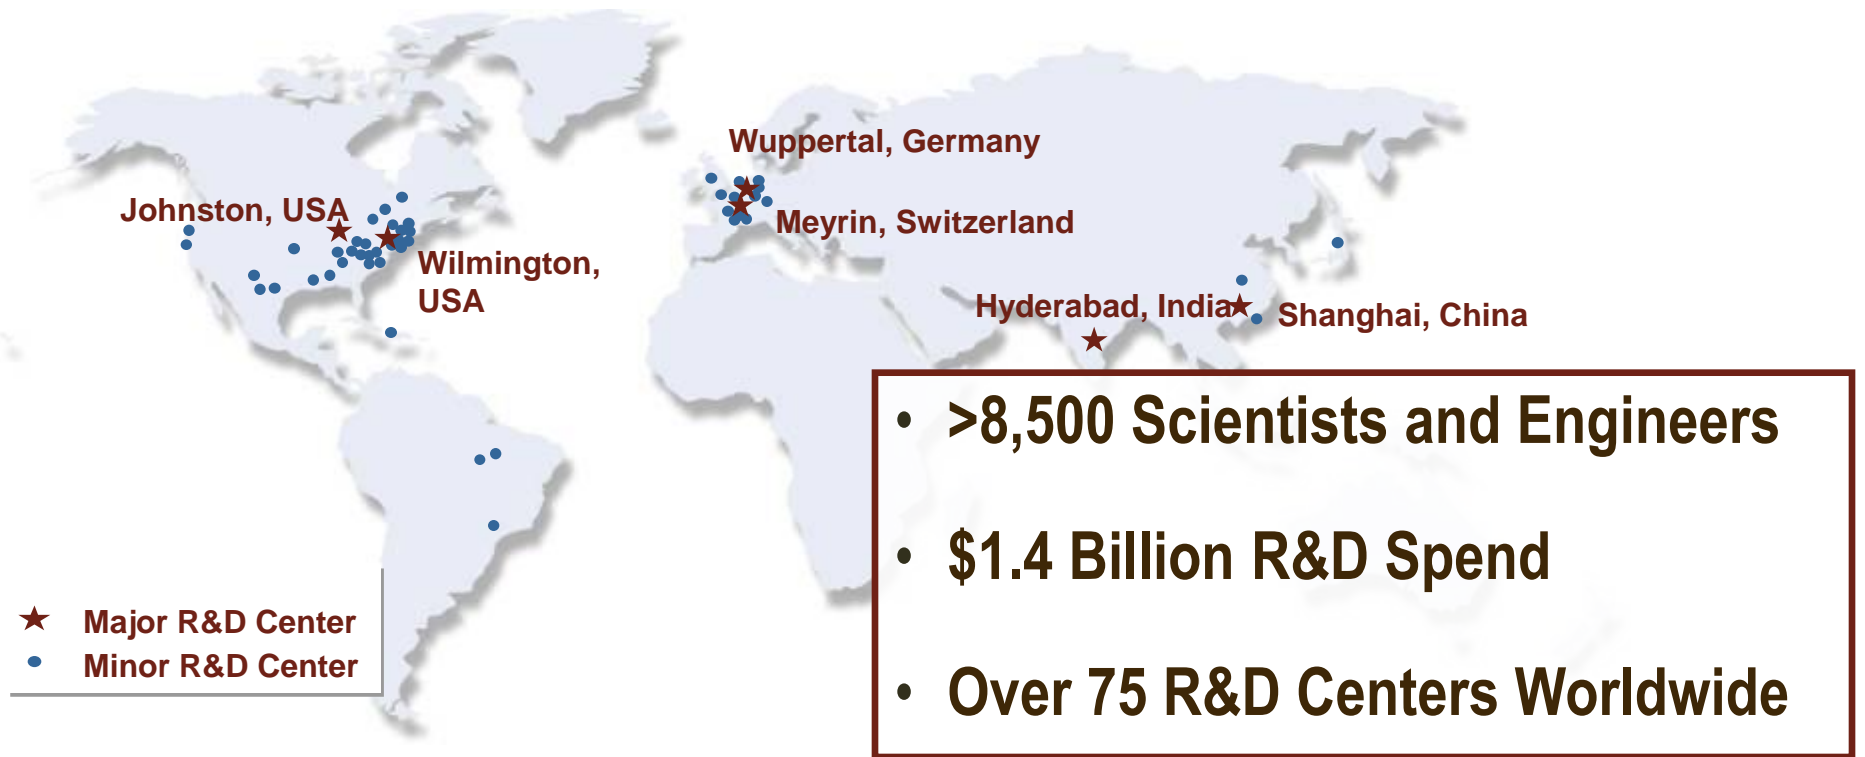 Wuppertal, Germany
Johnston, USA
Meyrin, Switzerland
Wilmington,
USA
Hyderabad, India
Shanghai, China
• >8,500 Scientists and Engineers
• $1.4 Billion R&D Spend
• Over 75 R&D Centers Worldwide
Major R&D Center
Minor R&D Center